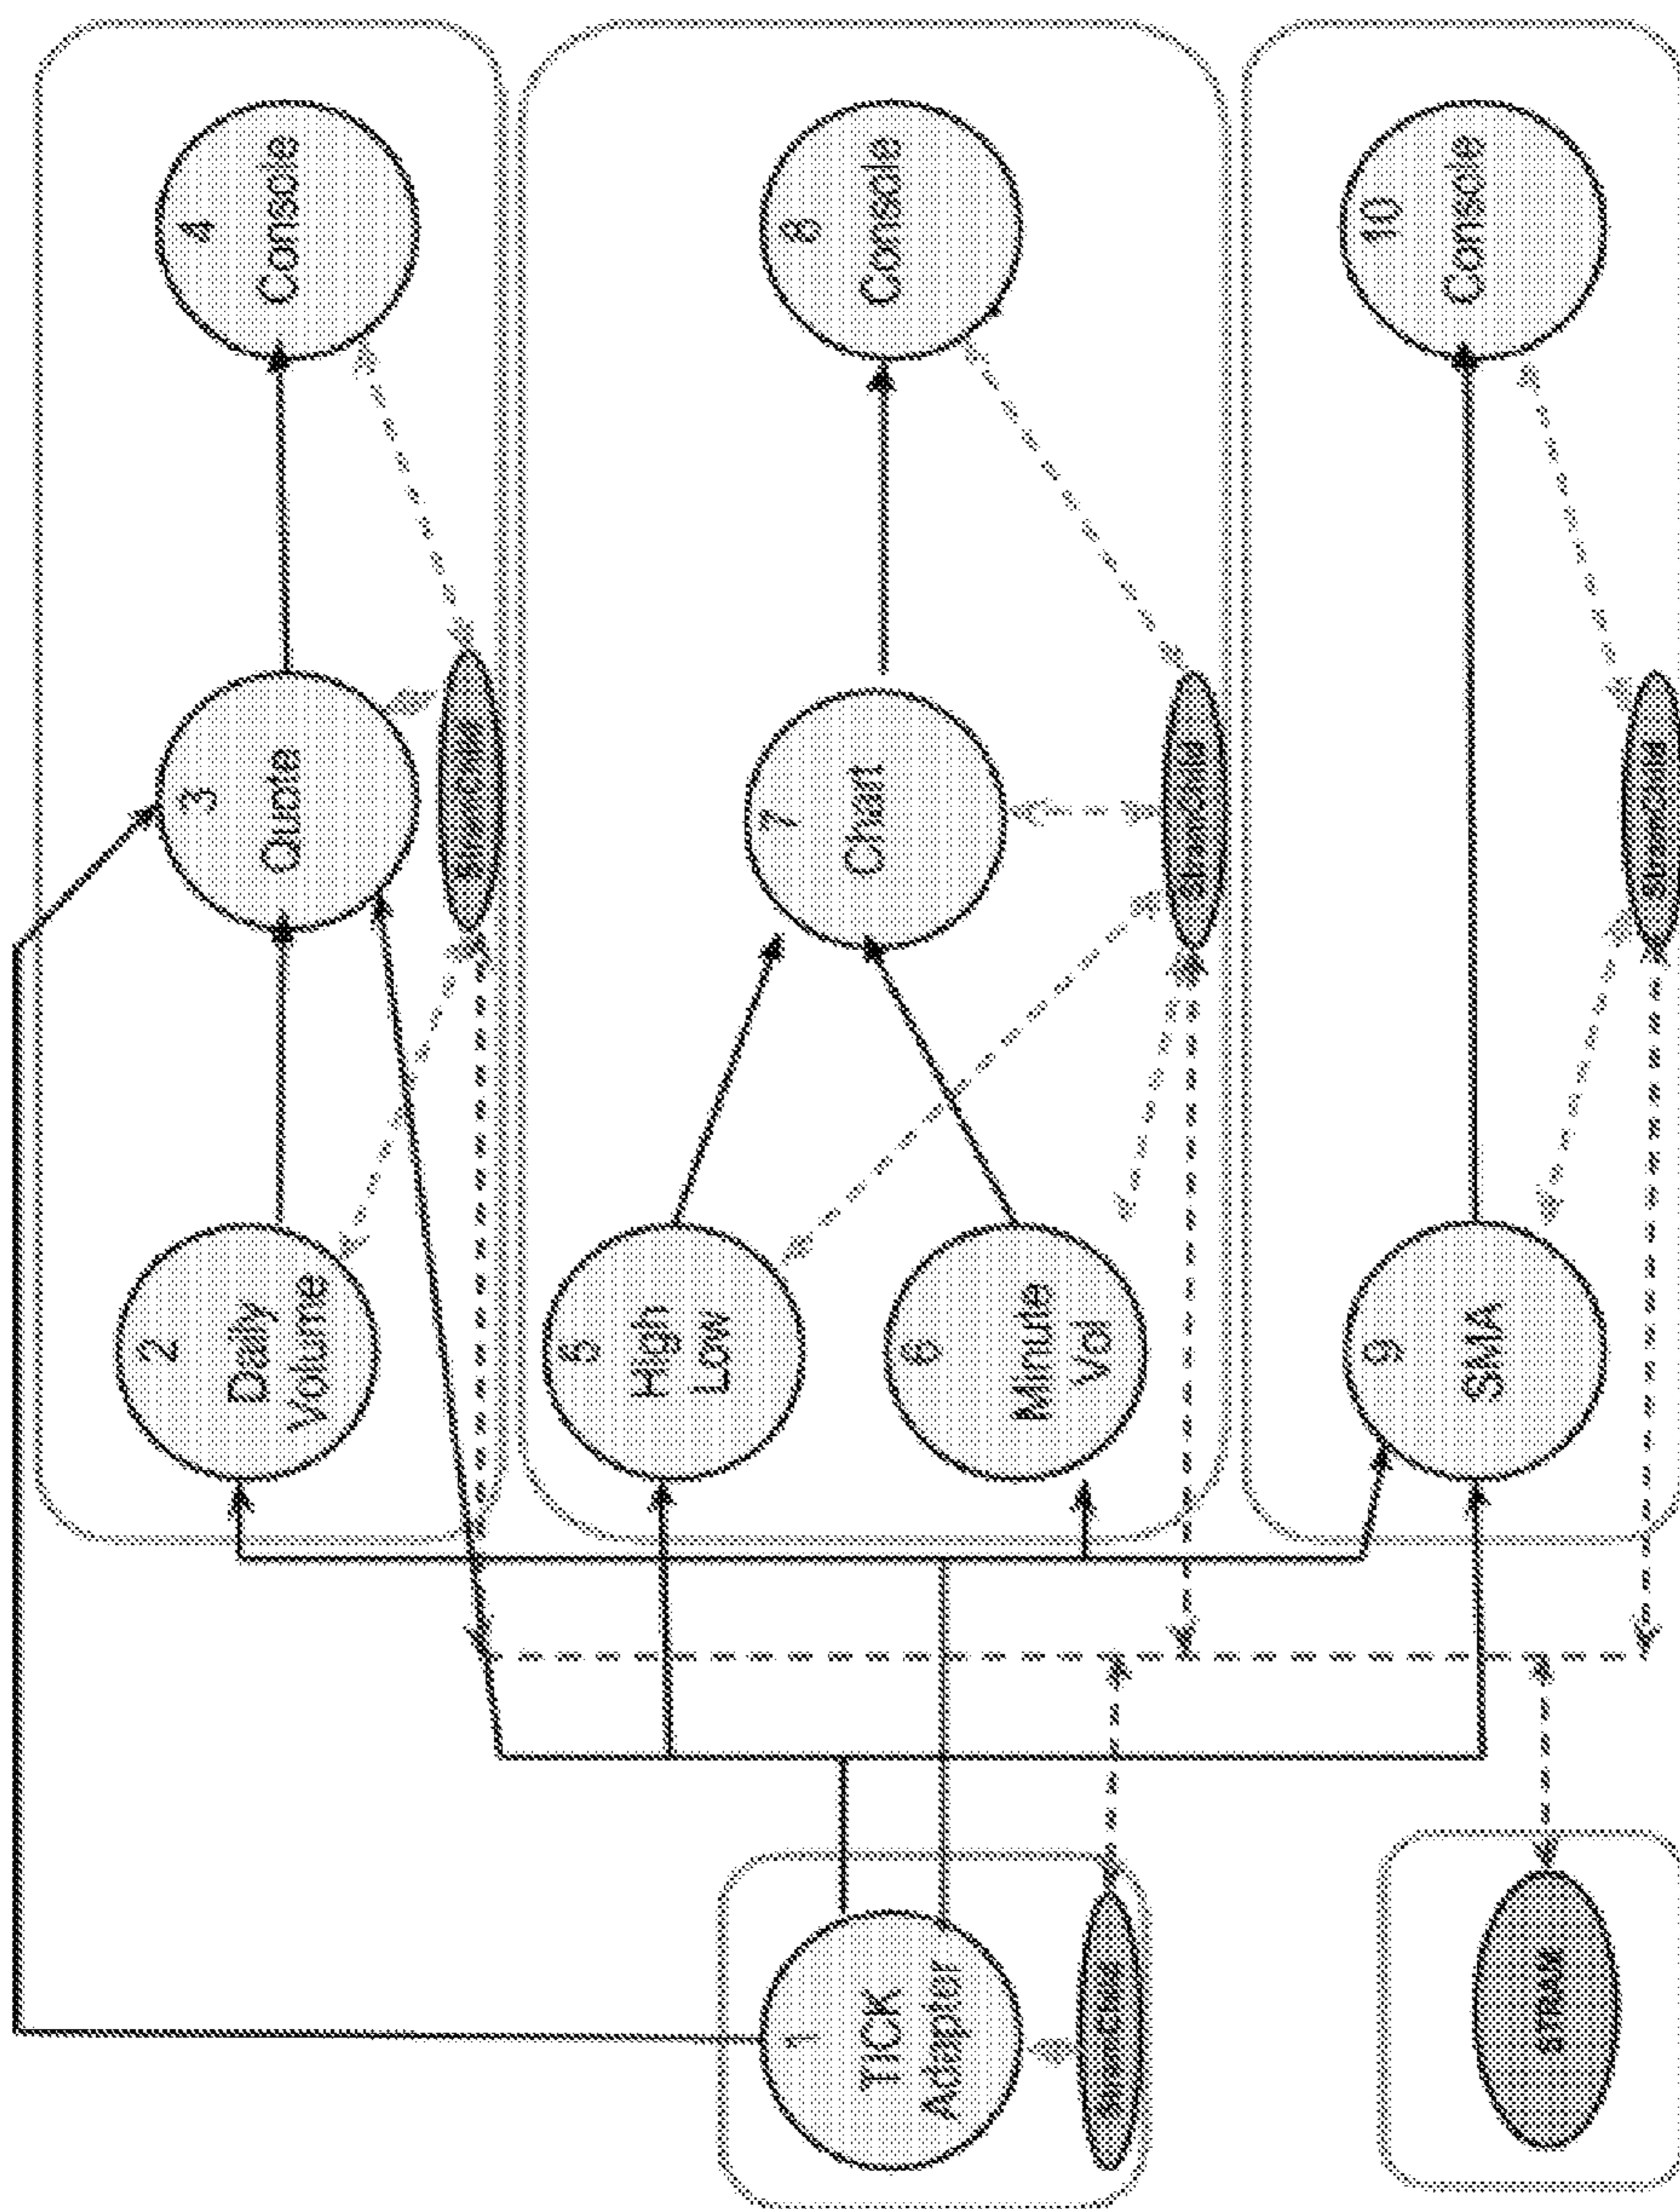 1
TICK
Adapter
2
Daily
Volume
3
Quote
4
Console
5
High
Low
6
Minute
Vol
7
Chart
8
Console
9
SMA
10
Console
STRAN